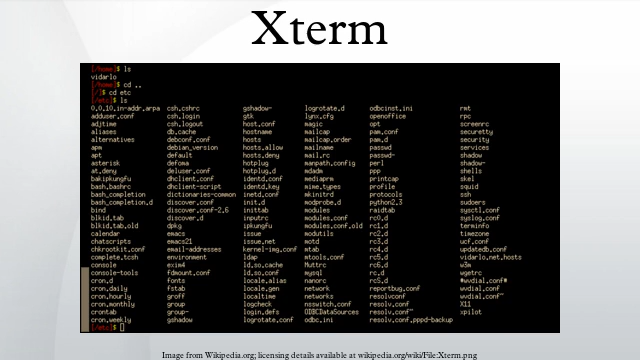 Xterm
[/home]$ ls
vidarlo
[/home]$ cd ..
[/]$ cd etc
[/etc]$ ls
0.0.10.in-addr.arpa csh.cshrc gshadow- logrotate.d odbcinst.ini rmt
adduser.conf csh.login gtk lynx.cfg openoffice rpc
adjtime csh.logout host.conf magic opt screenrc
aliases db.cache hostname mailcap pam.conf securetty
alternatives debconf.conf hosts mailcap.order pam.d security
apm debian_version hosts.allow mailname passwd services
apt default hosts.deny mail.rc passwd- shadow
asterisk defoma hotplug manpath.config perl shadow-
at.deny deluser.conf hotplug.d mdadm ppp shells
bakipkungfu dhclient.conf identd.conf mediaprm printcap skel
bash.bashrc dhclient-script identd.key mime.types profile squid
bash_completion dictionaries-common inetd.conf mkinitrd protocols ssh
bash_completion.d discover.conf init.d modprobe.d python2.3 sudoers
bind discover.conf-2.6 inittab modules raidtab sysctl.conf
blkid.tab discover.d inputrc modules.conf rc0.d syslog.conf
blkid.tab.old dpkg ipkungfu modules.conf.old rc1.d terminfo
calendar emacs issue modutils rc2.d timezone
chatscripts emacs21 issue.net motd rc3.d ucf.conf
chkrootkit.conf email-addresses kernel-img.conf mtab rc4.d updatedb.conf
complete.tcsh environment ldap mtools.conf rc5.d vidarlo.net.hosts
console exim4 ld.so.cache Muttrc rc6.d w3m
console-tools fdmount.conf ld.so.conf mysql rc.d wgetrc
cron.d fonts locale.alias nanorc rcS.d #wvdial.conf#
cron.daily fstab locale.gen network reportbug.conf wvdial.conf
cron.hourly groff localtime networks resolvconf wvdial.conf~
cron.monthly group logcheck nsswitch.conf resolv.conf X11
crontab group- login.defs ODBCDataSources resolv.conf~ xpilot
cron.weekly gshadow logrotate.conf odbc.ini resolv.conf.pppd-backup
[/etc]$
Image from Wikipedia.org; licensing details available at wikipedia.org/wiki/File:Xterm.png